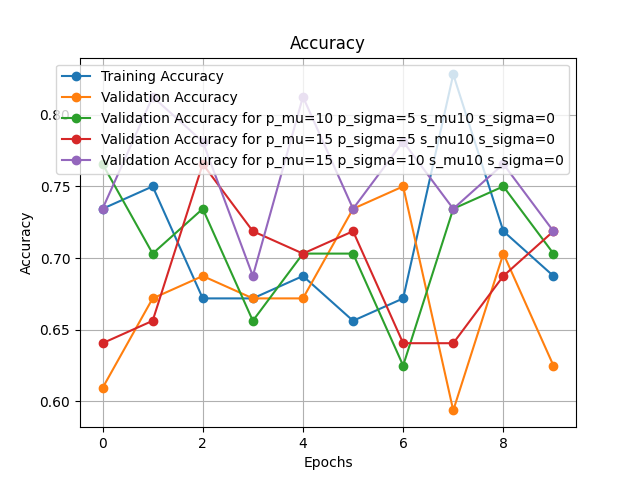 Accuracy
Training Accuracy
Validation Accuracy
Validation Accuracy for p_mu=10 p_sigma=5 s_mu10 s_sigma=0
Validation Accuracy for p_mu=15 p_sigma=5 s_mu10 s_sigma=0
Validation Accuracy for p_mu=15 p_sigma=10 s_mu10 s_sigma=0
0.80
0.75
0.70
0.65
0.60
Accuracy
0 2 4 6 8
Epochs